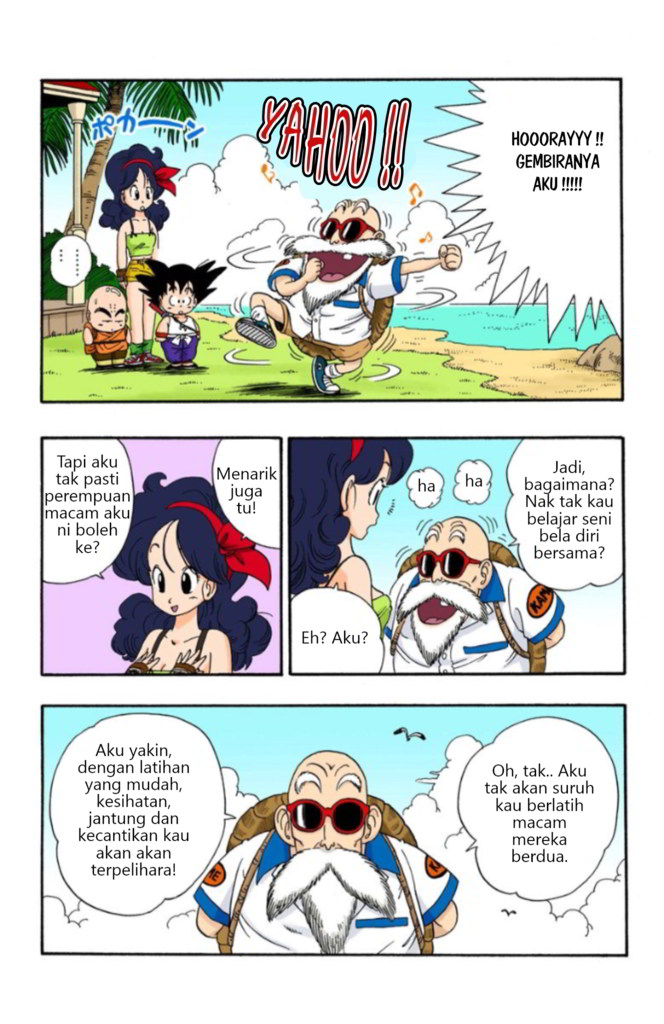 HOOORAYYY !!
GEMBIRANYA
AKU !!!!!
YAHOO !!
ポカーン
......
Jadi,
bagaimana?
Nak tak kau
belajar seni
bela diri
bersama?
ha
ha
KAME
Eh? Aku?
Menarik
juga
tu!
Tapi aku
tak pasti
perempuan
macam aku
ni boleh
ke?
Oh, tak.. Aku
tak akan suruh
kau berlatih
macam
mereka
berdua.
Aku yakin,
dengan latihan
yang mudah,
kesihatan,
jantung dan
kecantikan kau
akan akan
terpelihara!